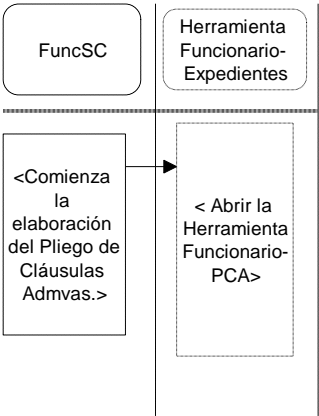 FuncSC
Herramienta
Funcionario-
Expedientes
<Comienza
la
elaboración
del Pliego de
Cláusulas
Admvas.>
< Abrir la
Herramienta
Funcionario-
PCA>